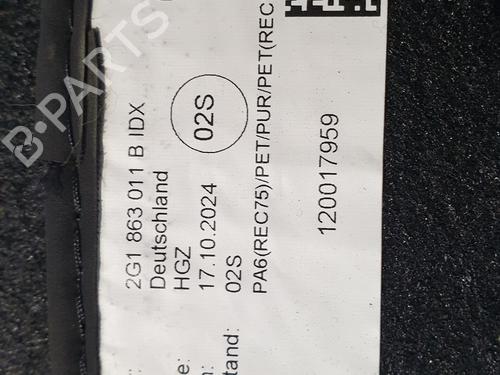 2G1 863 011 B IDX
Deutschland
HGZ
17.10.2024
02S
PA6(REC75)/PET/PUR/PET(REC
02S
120017959
e:
n:
stand:
B-PARTS